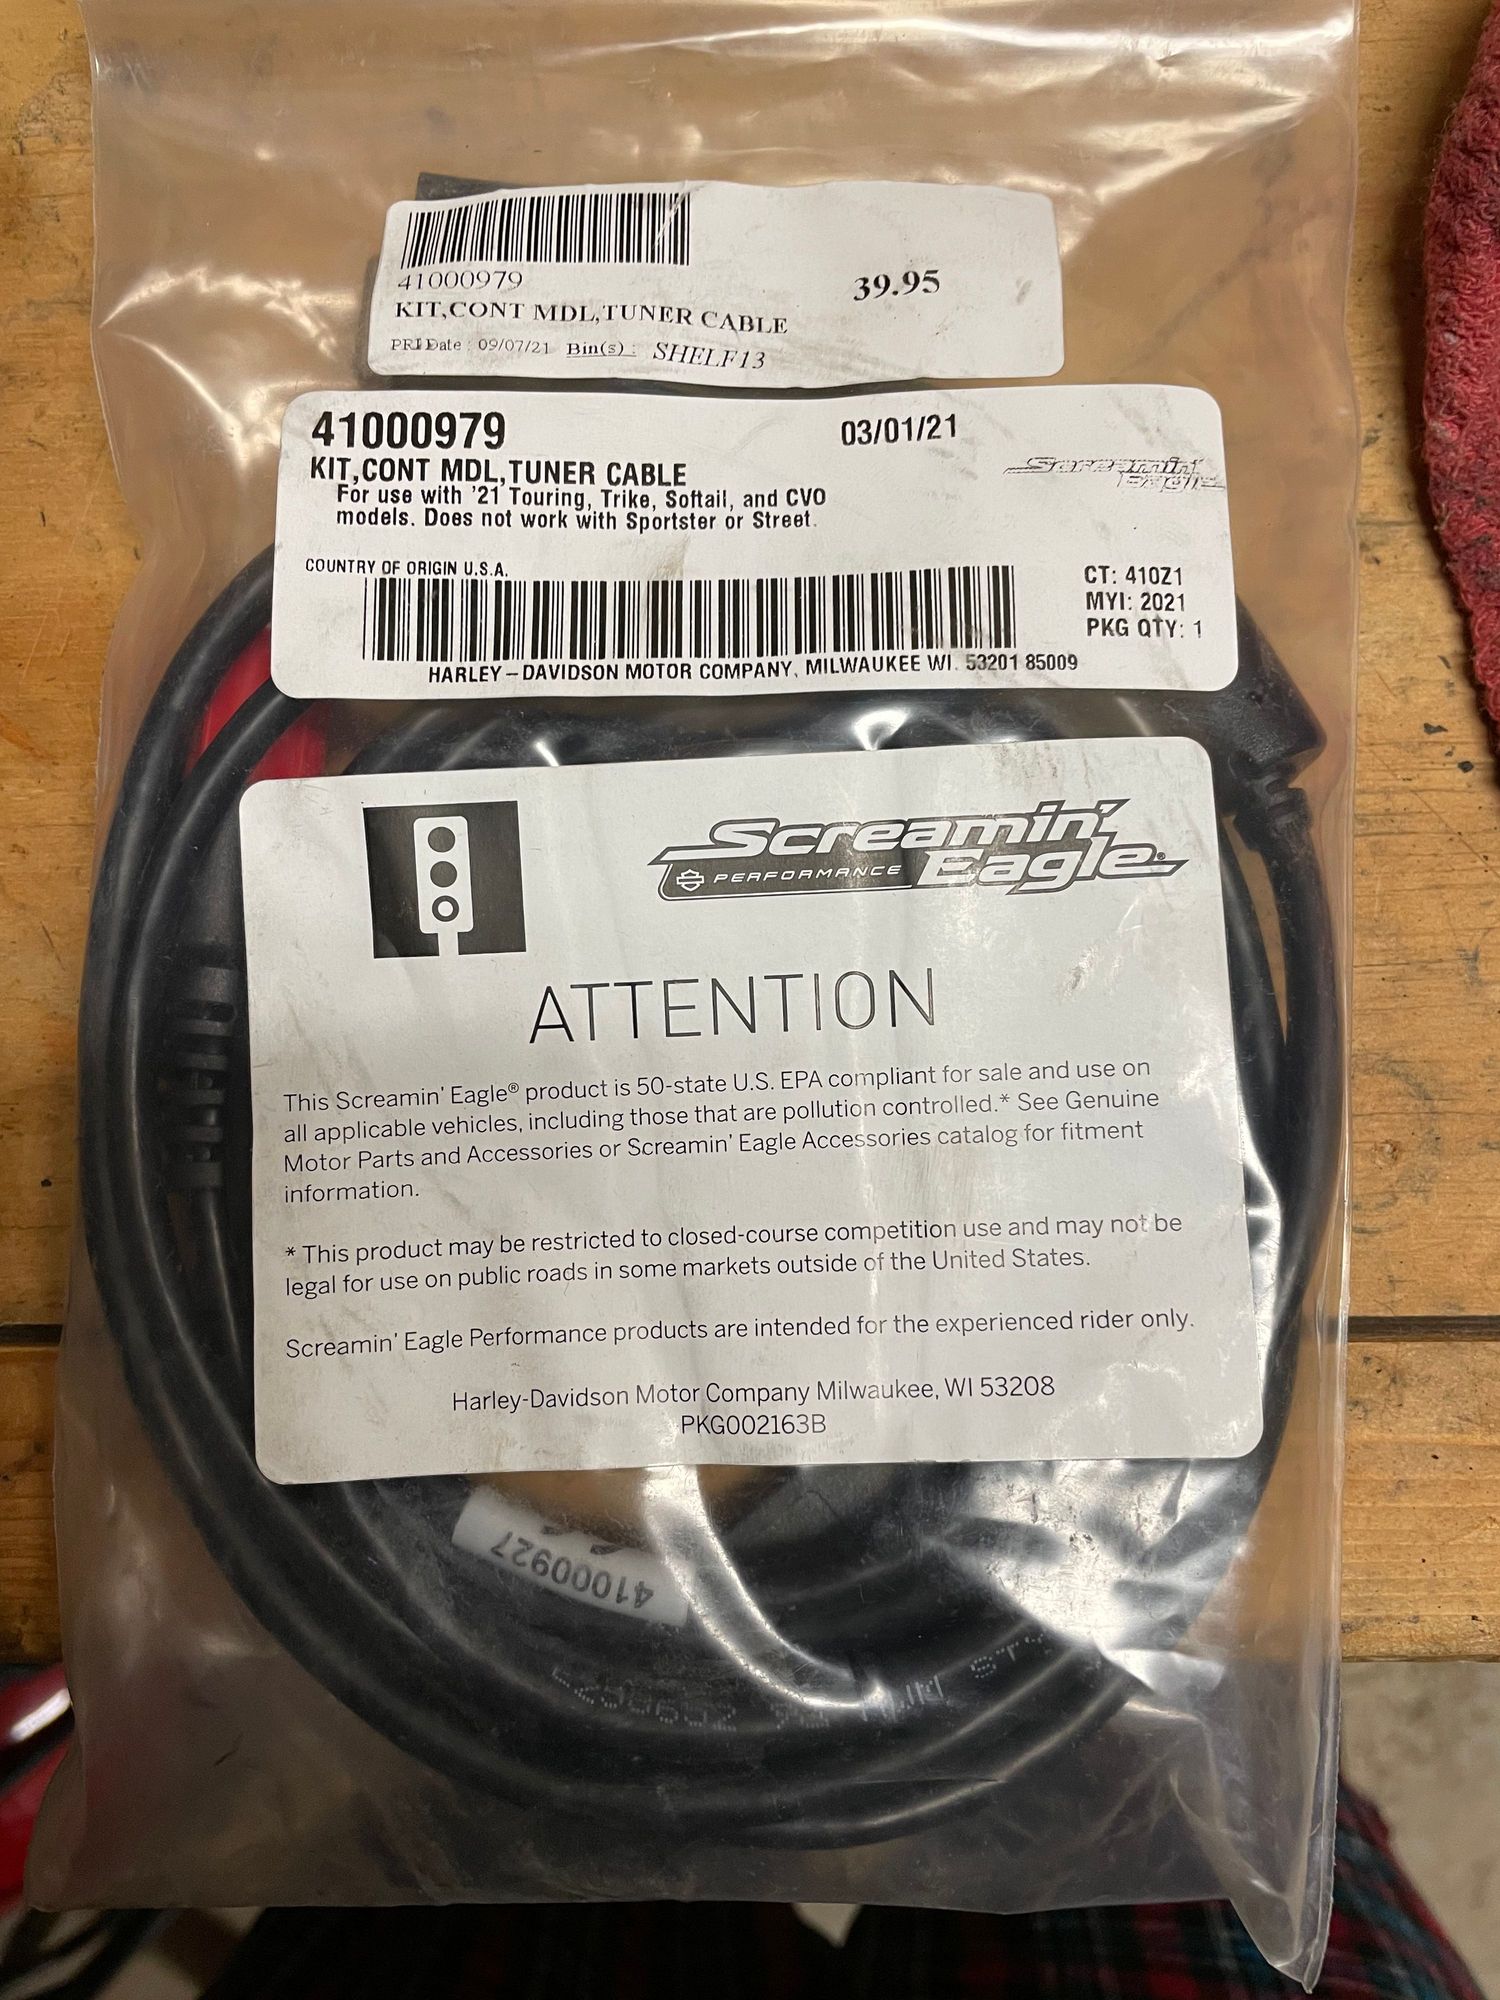 41000979
39.95
KIT,CONT MDL,TUNER CABLE
PRI Date : 09/07/21 Bin(s) : SHELF13
41000979
03/01/21
KIT,CONT MDL,TUNER CABLE
For use with '21 Touring, Trike, Softail, and CVO
models. Does not work with Sportster or Street.
Screamin'
Eagle
COUNTRY OF ORIGIN U.S.A.
CT: 410Z1
MYI: 2021
PKG QTY: 1
HARLEY-DAVIDSON MOTOR COMPANY, MILWAUKEE WI. 53201 85009
Screamin'
PERFORMANCE Eagle®
ATTENTION
This Screamin' Eagle® product is 50-state U.S. EPA compliant for sale and use on
all applicable vehicles, including those that are pollution controlled.* See Genuine
Motor Parts and Accessories or Screamin' Eagle Accessories catalog for fitment
information.
* This product may be restricted to closed-course competition use and may not be
legal for use on public roads in some markets outside of the United States.
Screamin' Eagle Performance products are intended for the experienced rider only.
Harley-Davidson Motor Company Milwaukee, WI 53208
PKG002163B
41000927